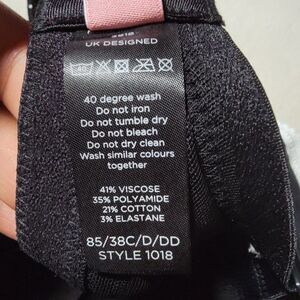 UK DESIGNED
40 degree wash
Do not iron
Do not tumble dry
Do not bleach
Do not dry clean
Wash similar colours
together
41% VISCOSE
35% POLYAMIDE
21% COTTON
3% ELASTANE
85/38C/D/DD
STYLE 1018